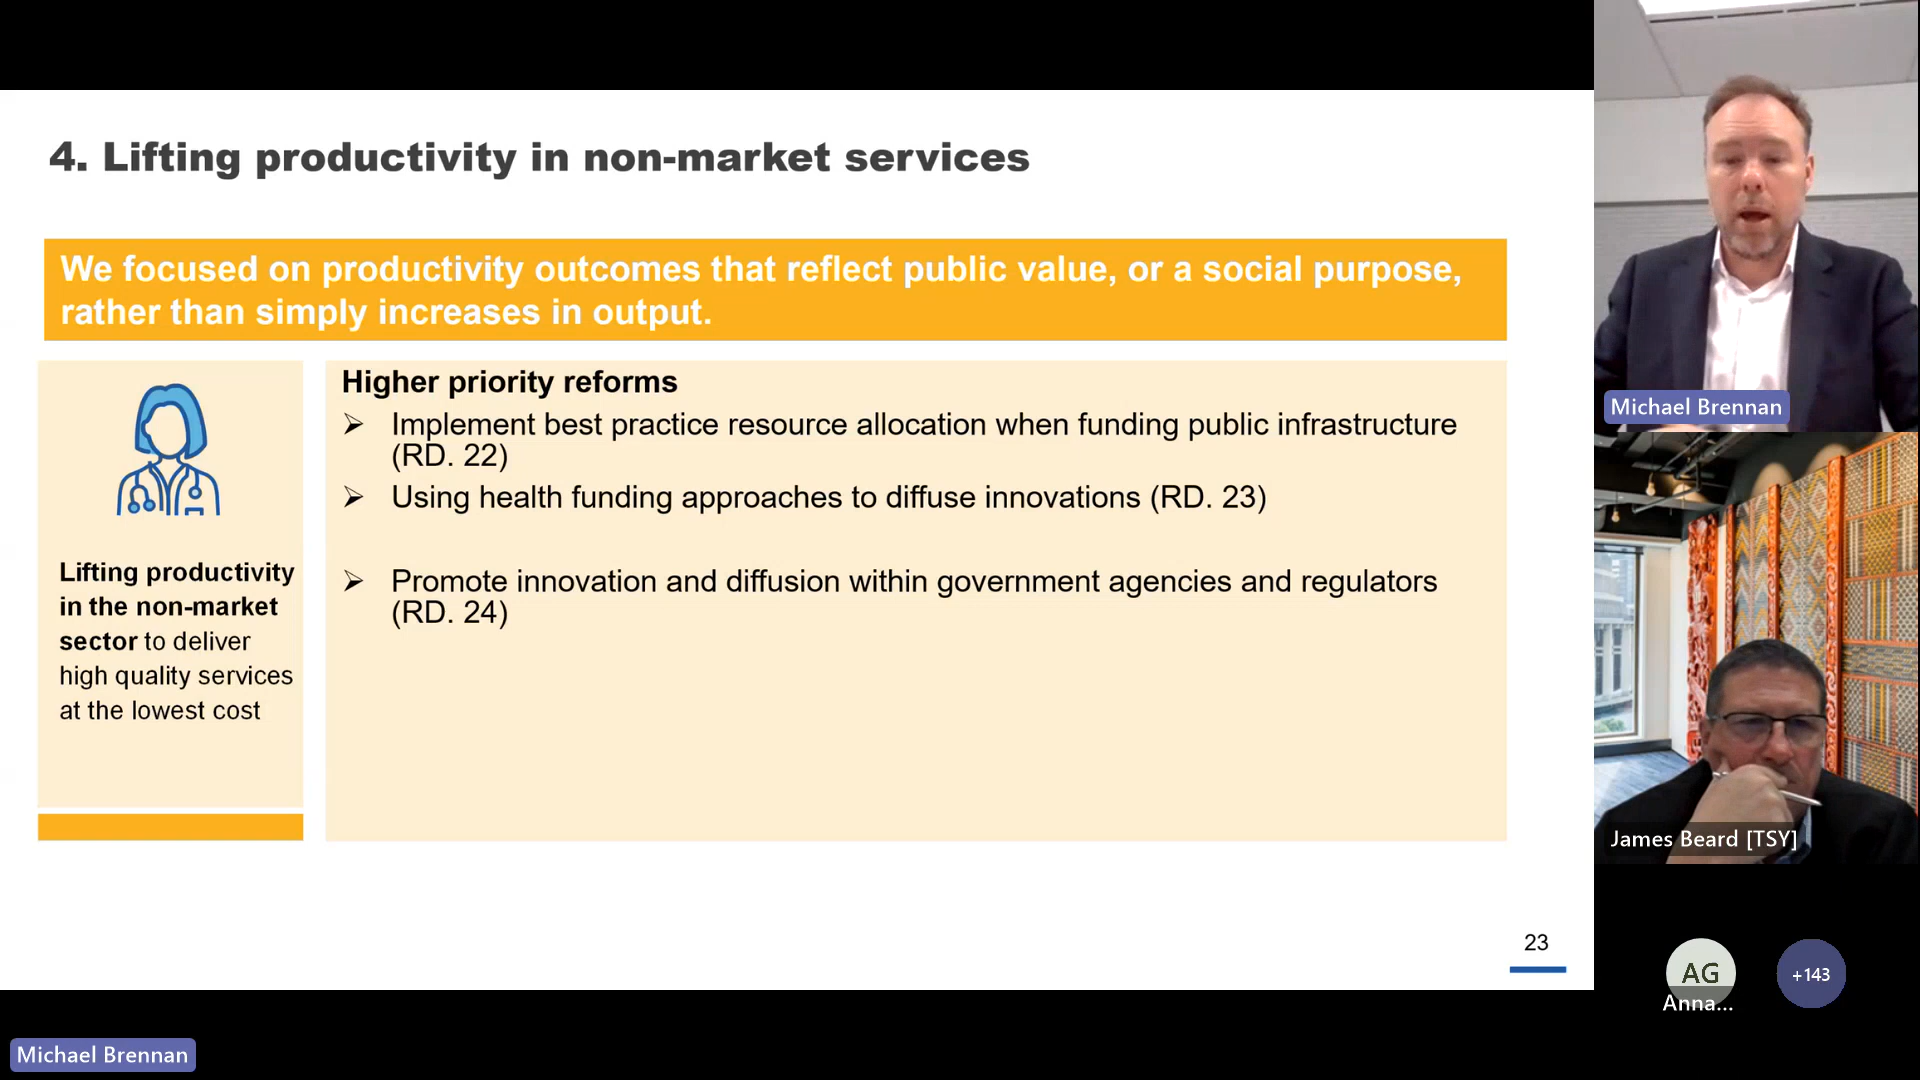 4. Lifting productivity in non-market services
We focused on productivity outcomes that reflect public value, or a social purpose,
rather than simply increases in output.
Lifting productivity
in the non-market
sector to deliver
high quality services
at the lowest cost
Higher priority reforms
➢ Implement best practice resource allocation when funding public infrastructure
(RD. 22)
➢ Using health funding approaches to diffuse innovations (RD. 23)
➢ Promote innovation and diffusion within government agencies and regulators
(RD. 24)
23
Michael Brennan
James Beard [TSY]
AG
Anna...
+143
Michael Brennan